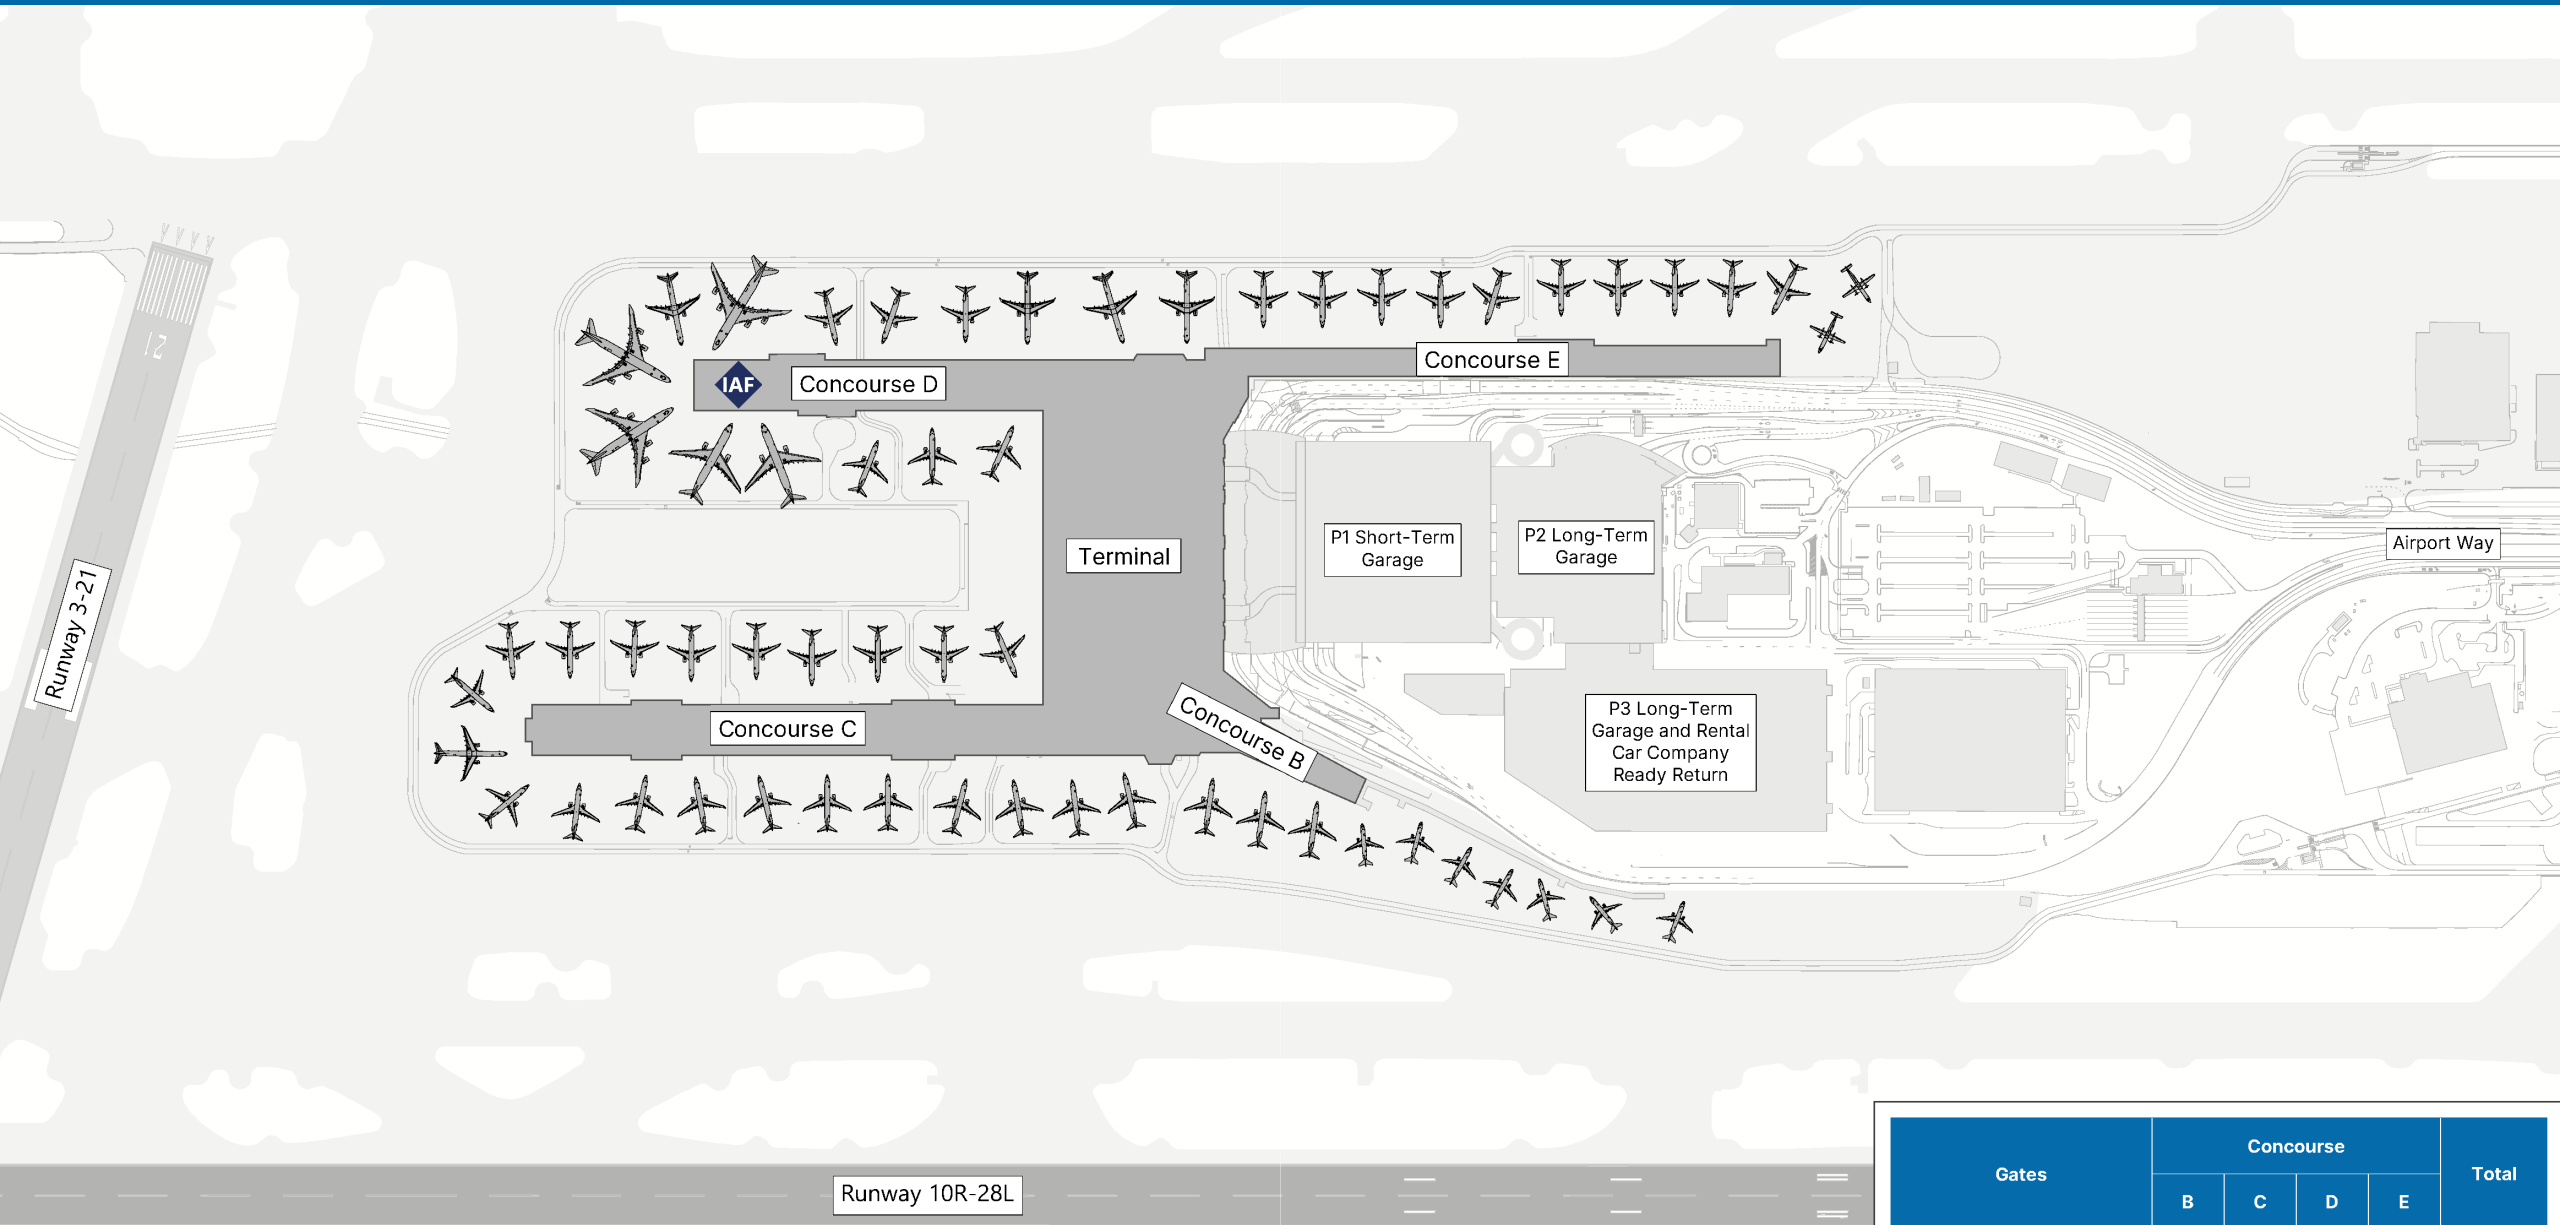 Concourse E
IAF
Concourse D
Terminal
P1 Short-Term
Garage
P2 Long-Term
Garage
Airport Way
21
Runway 3-21
Concourse C
Concourse B
P3 Long-Term
Garage and Rental
Car Company
Ready Return
Runway 10R-28L
Gates
Concourse
Total
B
C
D
E